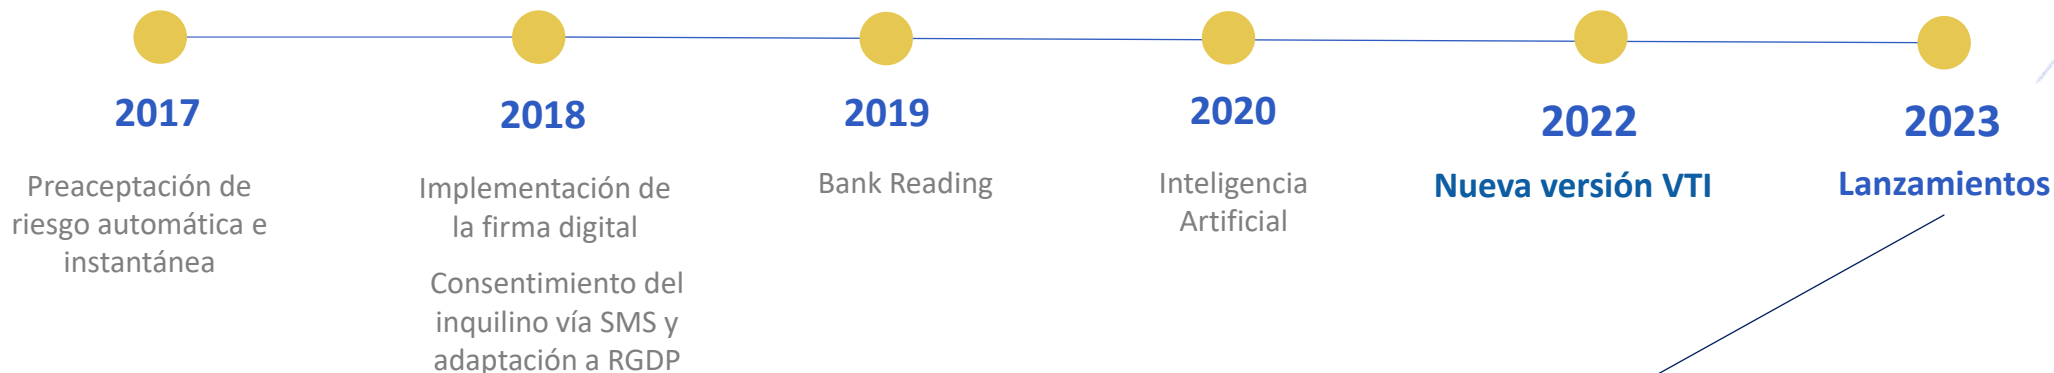 2017
Preaceptación de
riesgo automática e
instantánea
2018
Implementación de
la firma digital
Consentimiento del
inquilino vía SMS y
adaptación a RGDP
2019
Bank Reading
2020
Inteligencia
Artificial
2022
Nueva versión VTI
2023
Lanzamientos